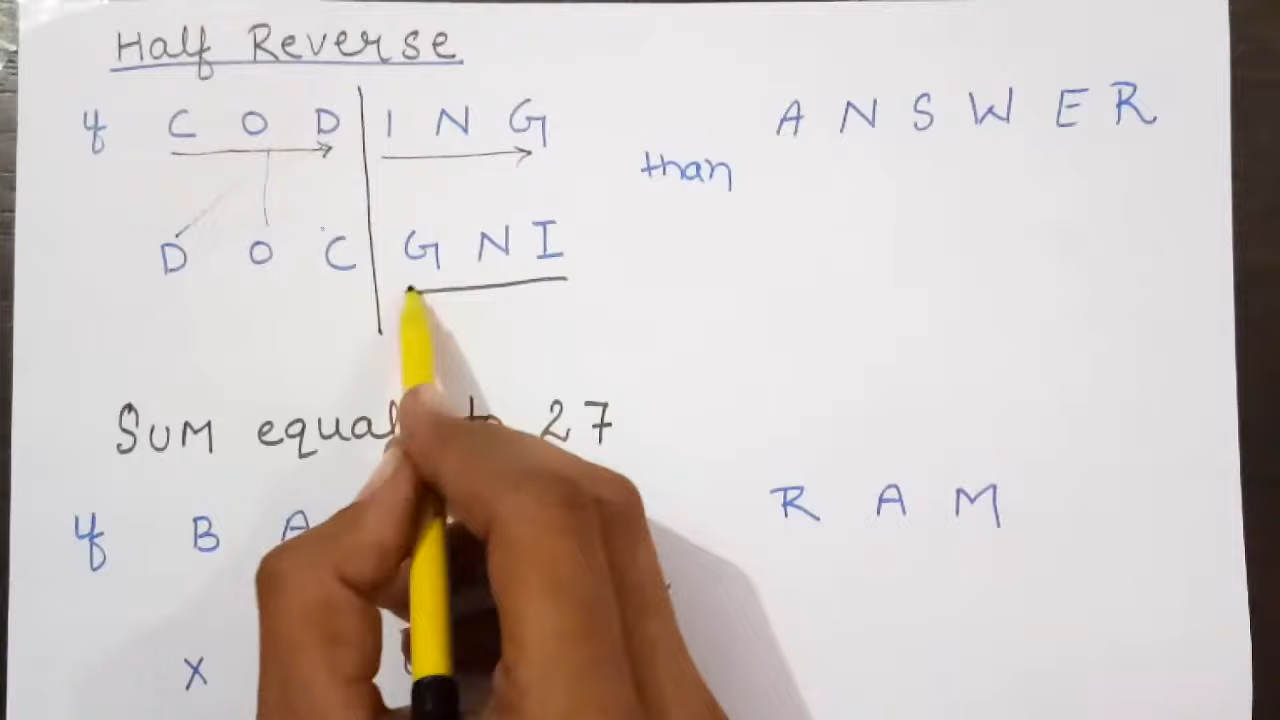 Half Reverse
If C O D I N G than A N S W E R
D O C G N I
Sum equal 27
If B A R A M
X